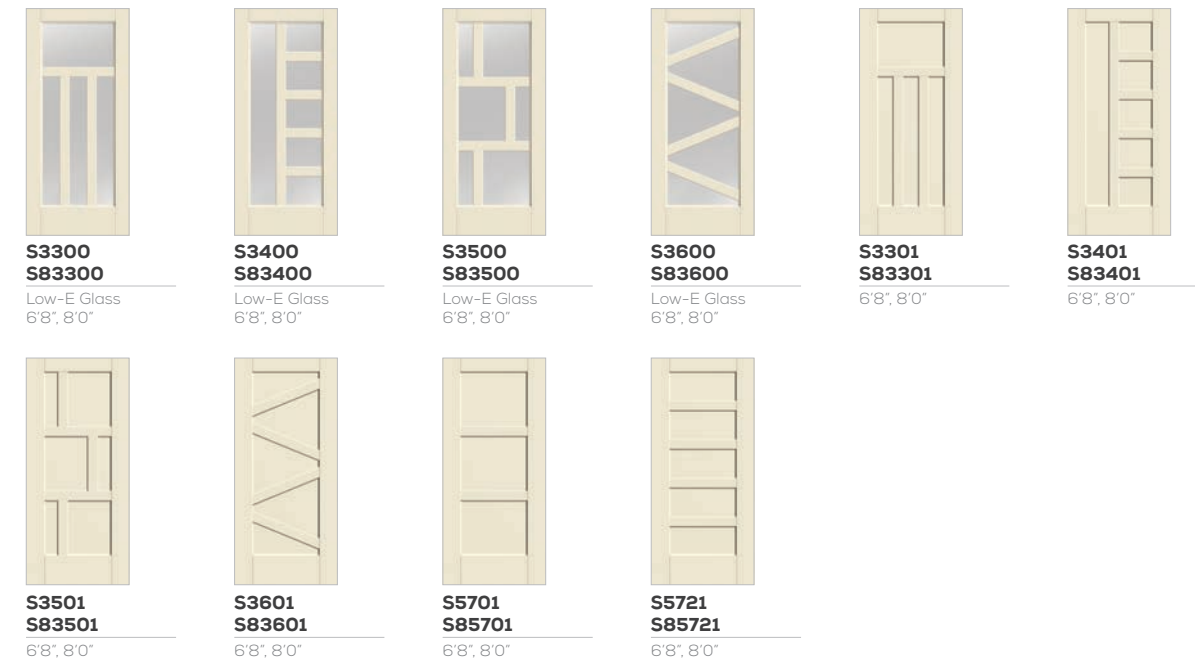 S3300
S83300
Low-E Glass
6’8”, 8’0”
S3400
S83400
Low-E Glass
6’8”, 8’0”
S3500
S83500
Low-E Glass
6’8”, 8’0”
S3600
S83600
Low-E Glass
6’8”, 8’0”
S3301
S83301
6’8”, 8’0”
S3401
S83401
6’8”, 8’0”
S3501
S83501
6’8”, 8’0”
S3601
S83601
6’8”, 8’0”
S5701
S85701
6’8”, 8’0”
S5721
S85721
6’8”, 8’0”